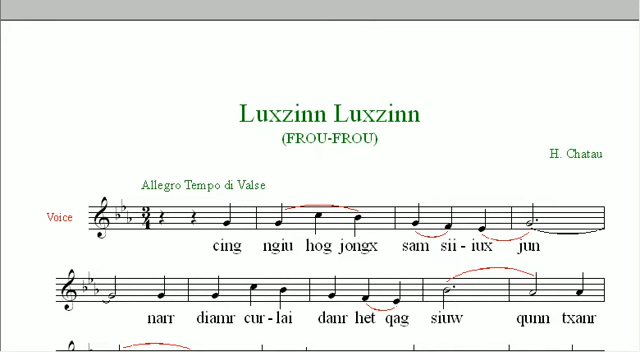 Luxzinn Luxzinn
(FROU-FROU)
H. Chatau
Allegro Tempo di Valse
Voice
cing ngiu hog jongx sam sii - iux jun
narr diamr cur - lai danr het qag siuw qunn txanr